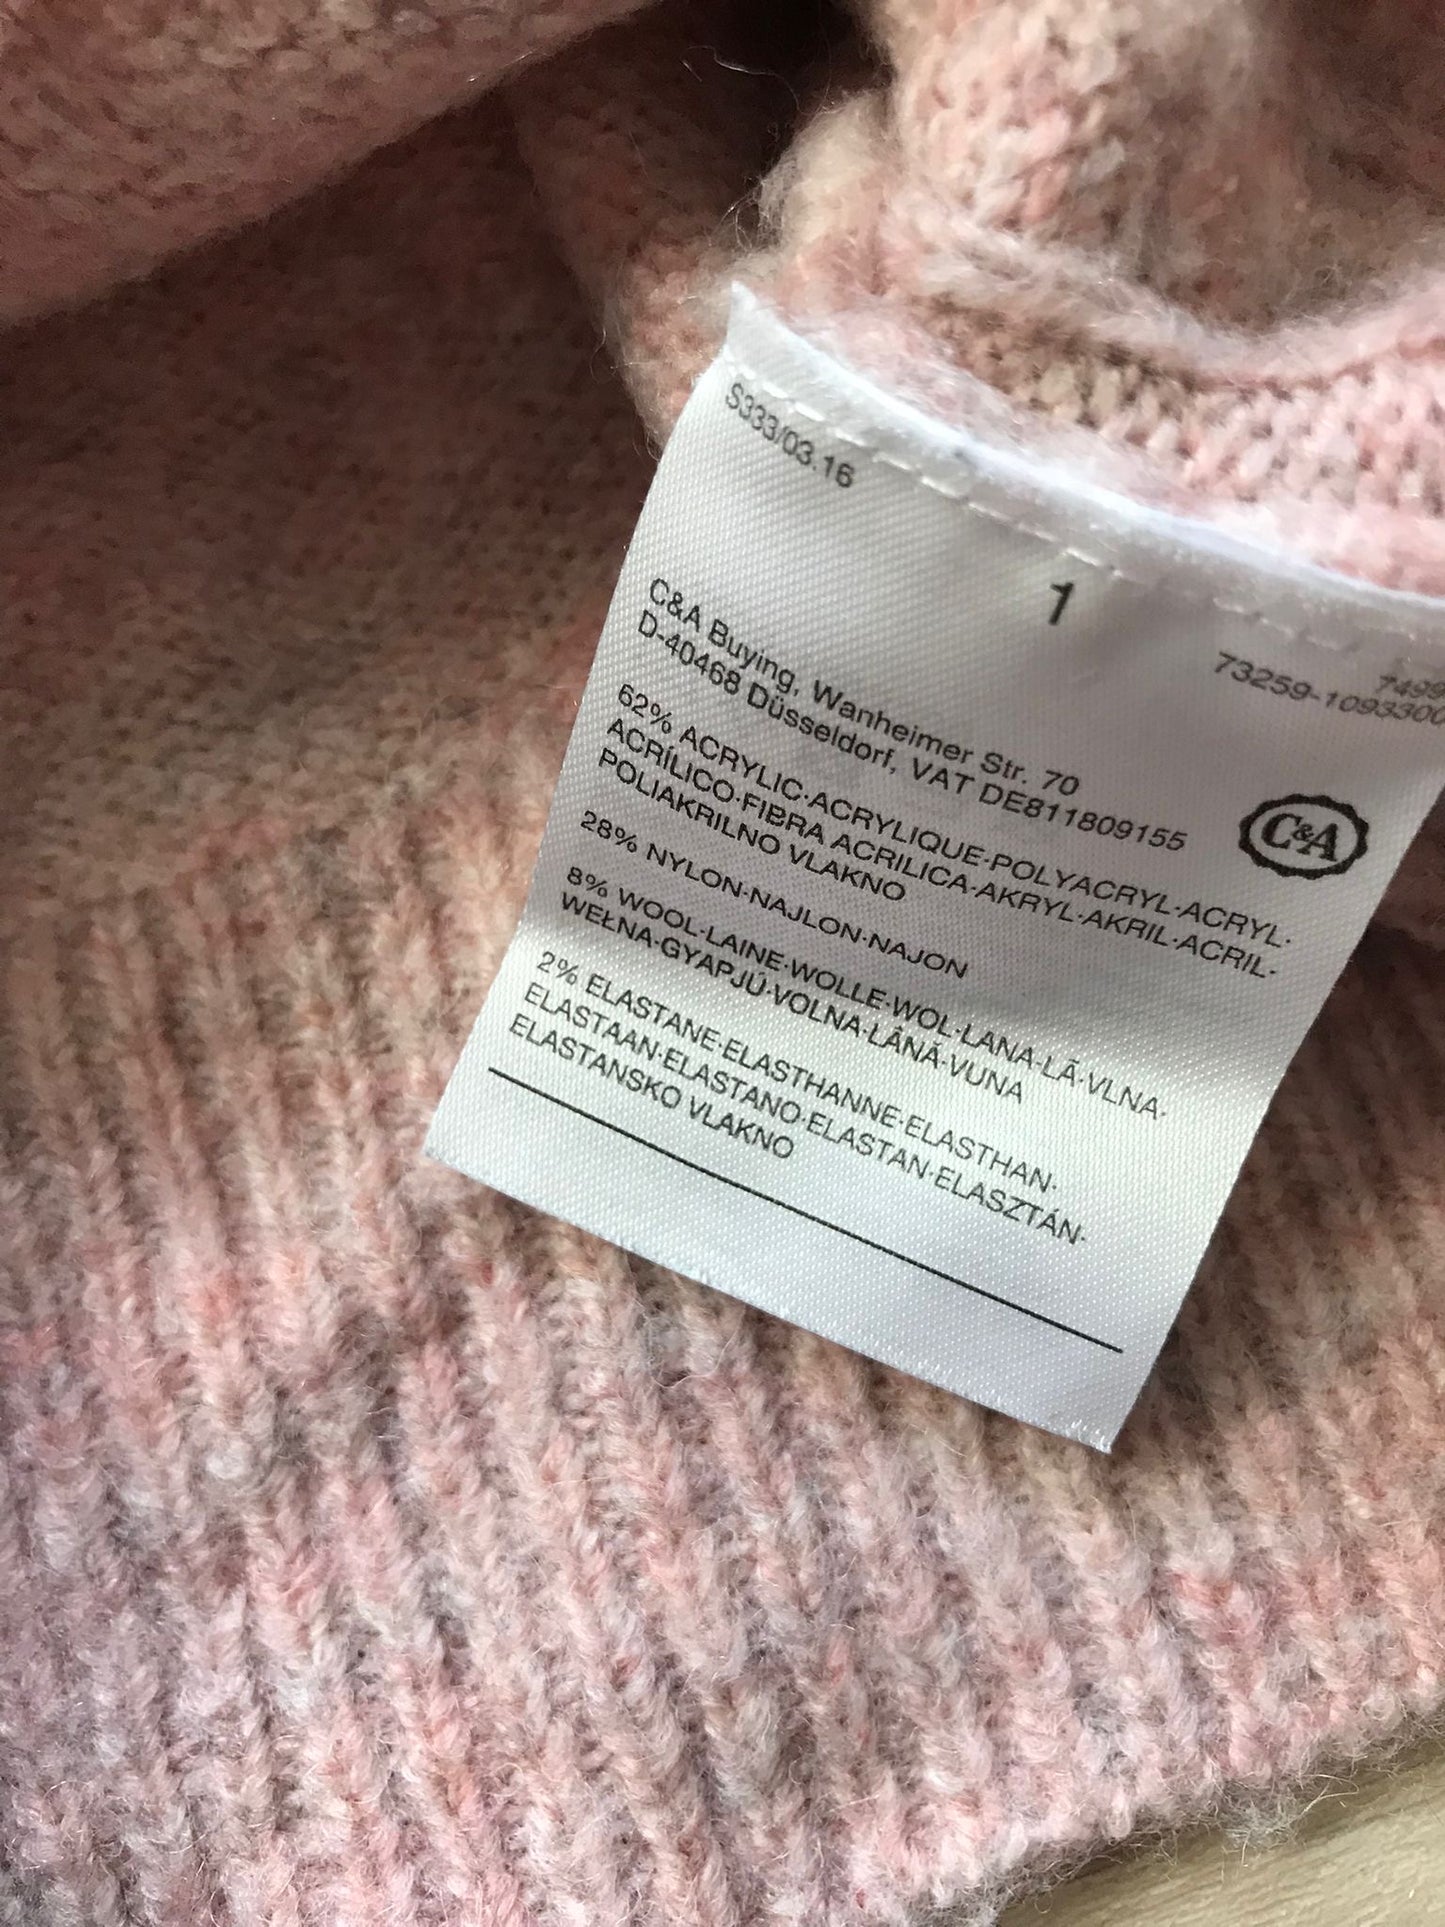 S333/03.16
1
7499
73259-1093300
C&A Buying, Wanheimer Str. 70
D-40468 Düsseldorf, VAT DE811809155
C&A
62% ACRYLIC·ACRYLIQUE·POLYACRYL·ACRYL·
ACRÍLICO·FIBRA ACRILICA·AKRYL·AKRIL·ACRIL·
POLIAKRILNO VLAKNO
28% NYLON·NAJLON·NAJON
8% WOOL·LAINE·WOLLE·WOL·LANA·LÃ·VLNA·
WEŁNA·GYAPJÚ·VOLNA·LÂNĂ·VUNA
2% ELASTANE·ELASTHANNE·ELASTHAN·
ELASTAAN·ELASTANO·ELASTAN·ELASZTÁN·
ELASTANSKO VLAKNO